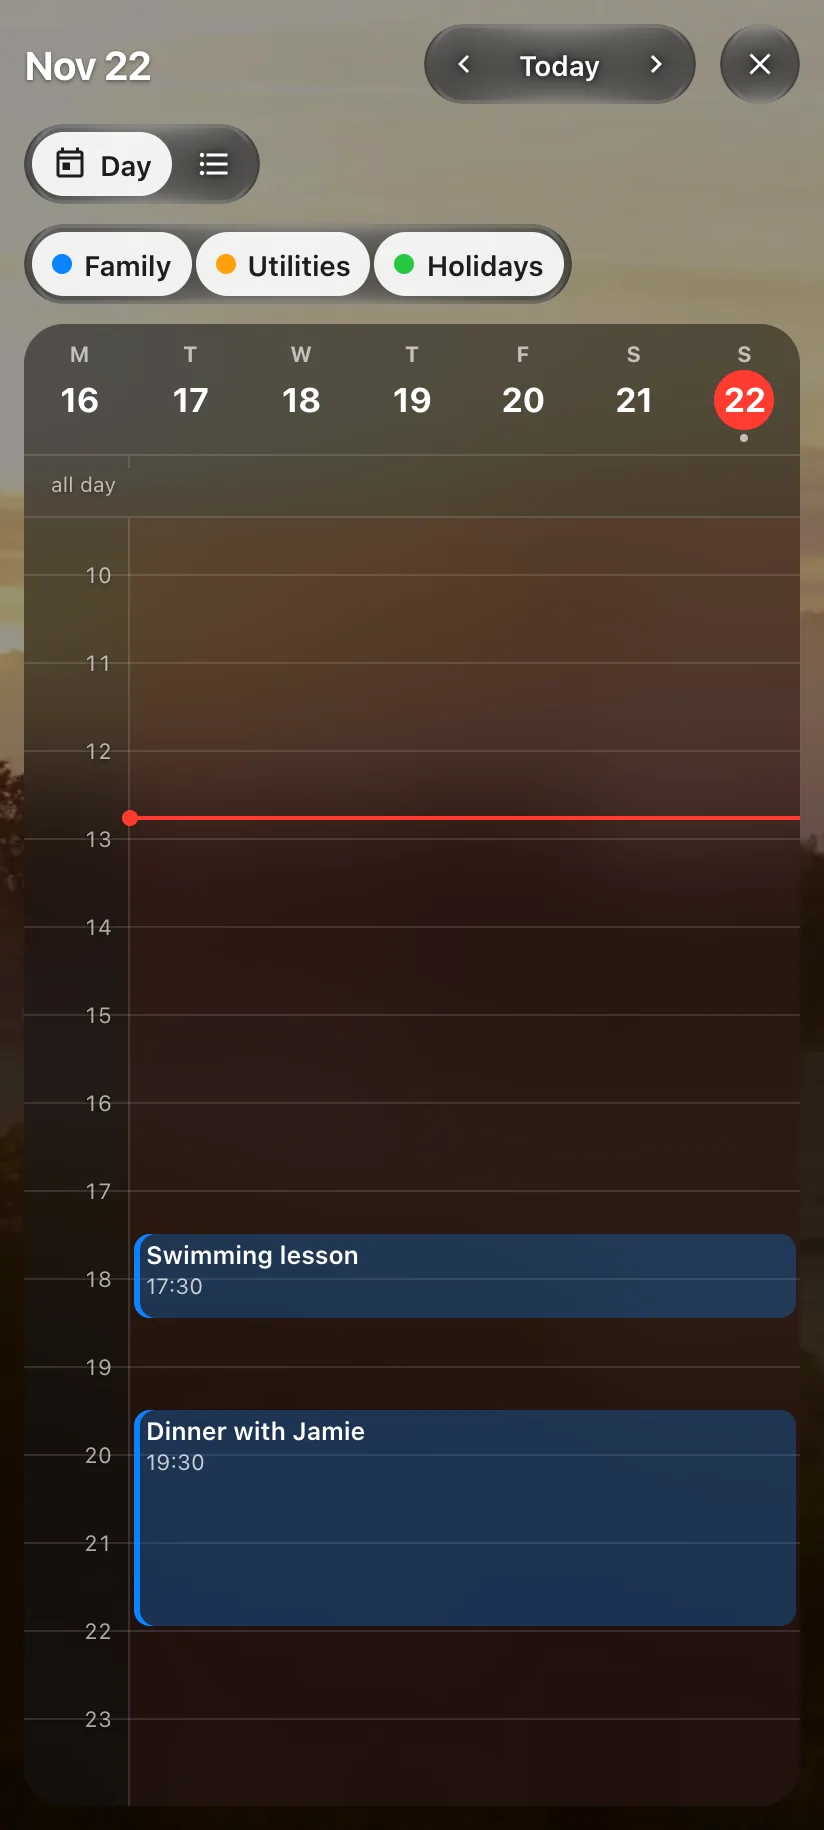 Nov 22
Today
Day
Family Utilities Holidays
M T W T F S S
16 17 18 19 20 21 22
all day
10
11
12
13
14
15
16
17
Swimming lesson
18 17:30
19
Dinner with Jamie
20 19:30
21
22
23